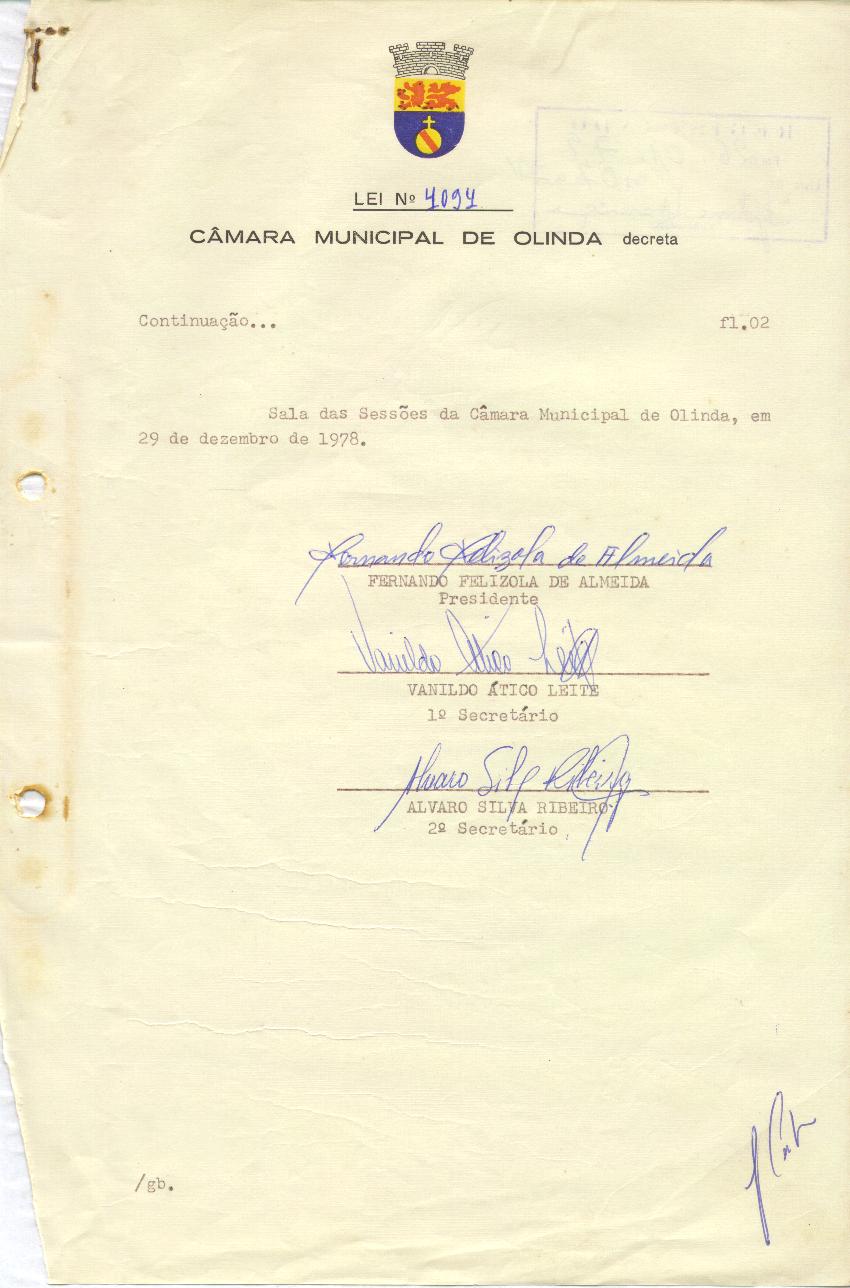 LEI Nº 4094
CÂMARA MUNICIPAL DE OLINDA decreta
Continuação... fl.02
Sala das Sessões da Câmara Municipal de Olinda, em
29 de dezembro de 1978.
Fernando Felizola de Almeida
FERNANDO FELIZOLA DE ALMEIDA
Presidente
Vanildo Ático Leite
VANILDO ÁTICO LEITE
1º Secretário
Alvaro Silva Ribeiro
ALVARO SILVA RIBEIRO
2º Secretário
/gb.